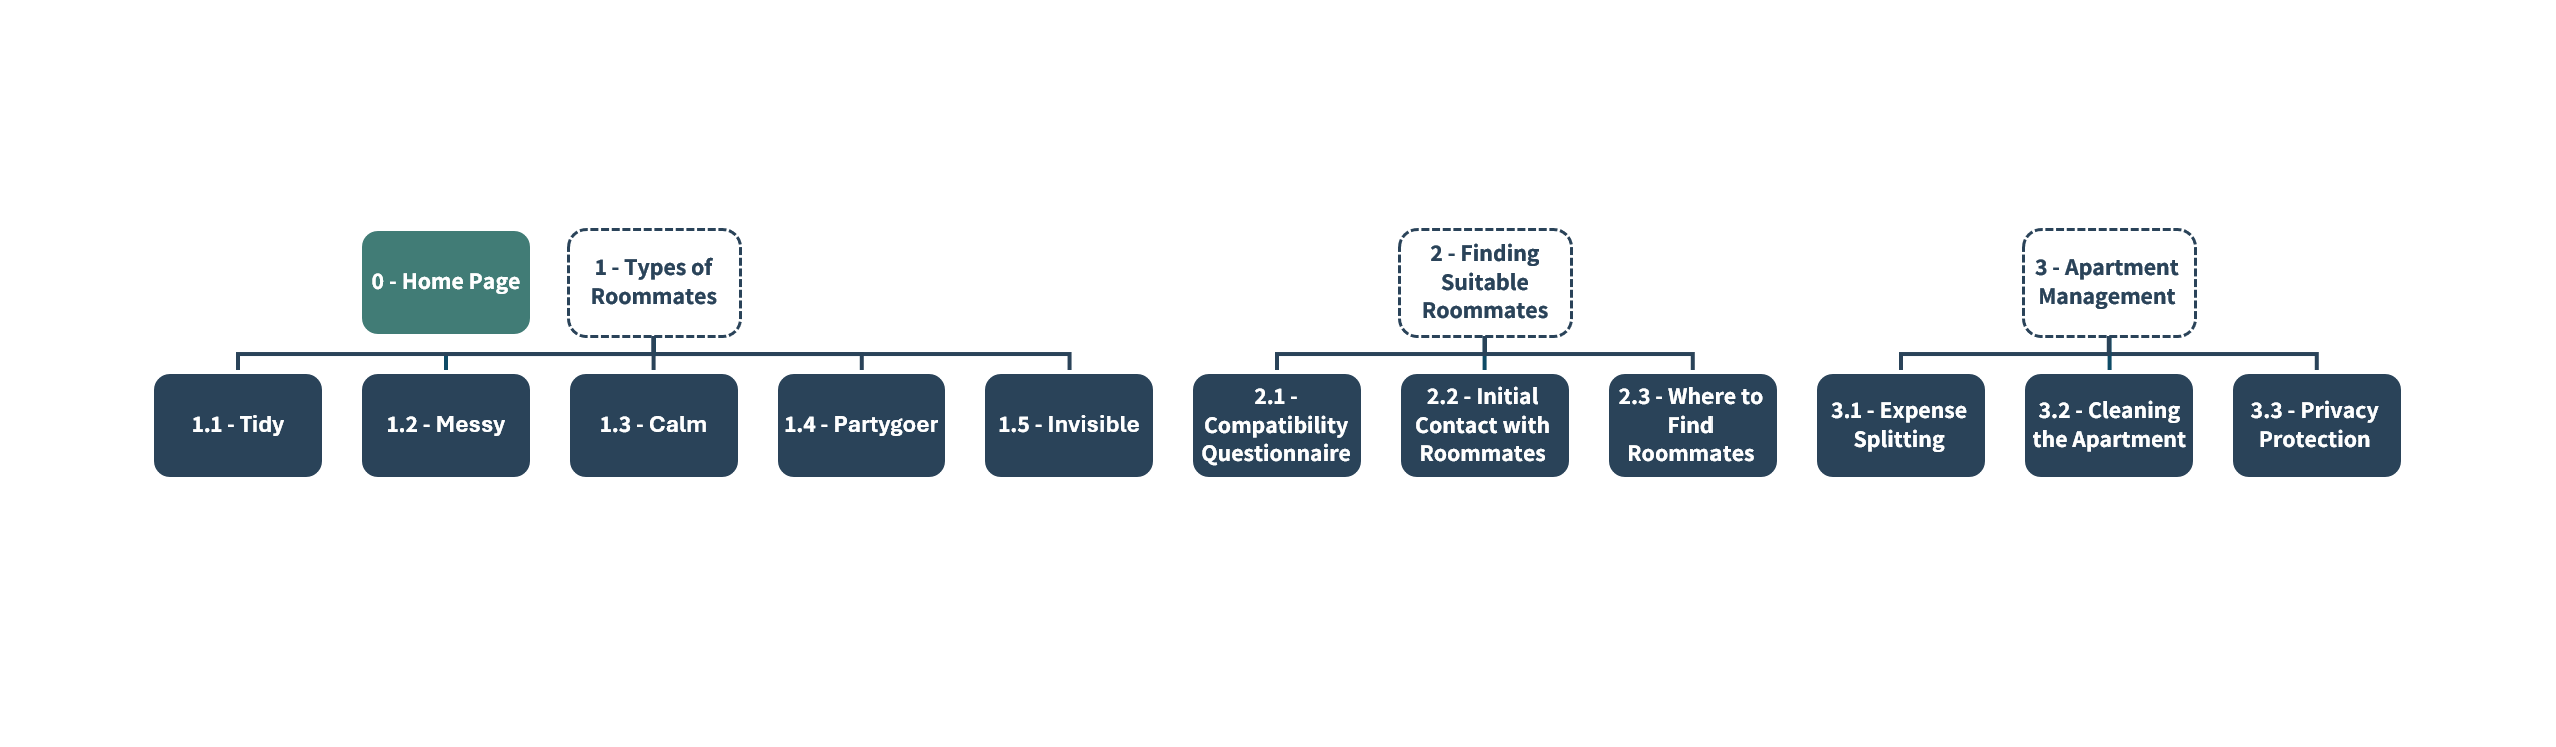 0 - Home Page
1 - Types of
Roommates
2 - Finding
Suitable
Roommates
3 - Apartment
Management
1.1 - Tidy
1.2 - Messy
1.3 - Calm
1.4 - Partygoer
1.5 - Invisible
2.1 -
Compatibility
Questionnaire
2.2 - Initial
Contact with
Roommates
2.3 - Where to
Find
Roommates
3.1 - Expense
Splitting
3.2 - Cleaning
the Apartment
3.3 - Privacy
Protection